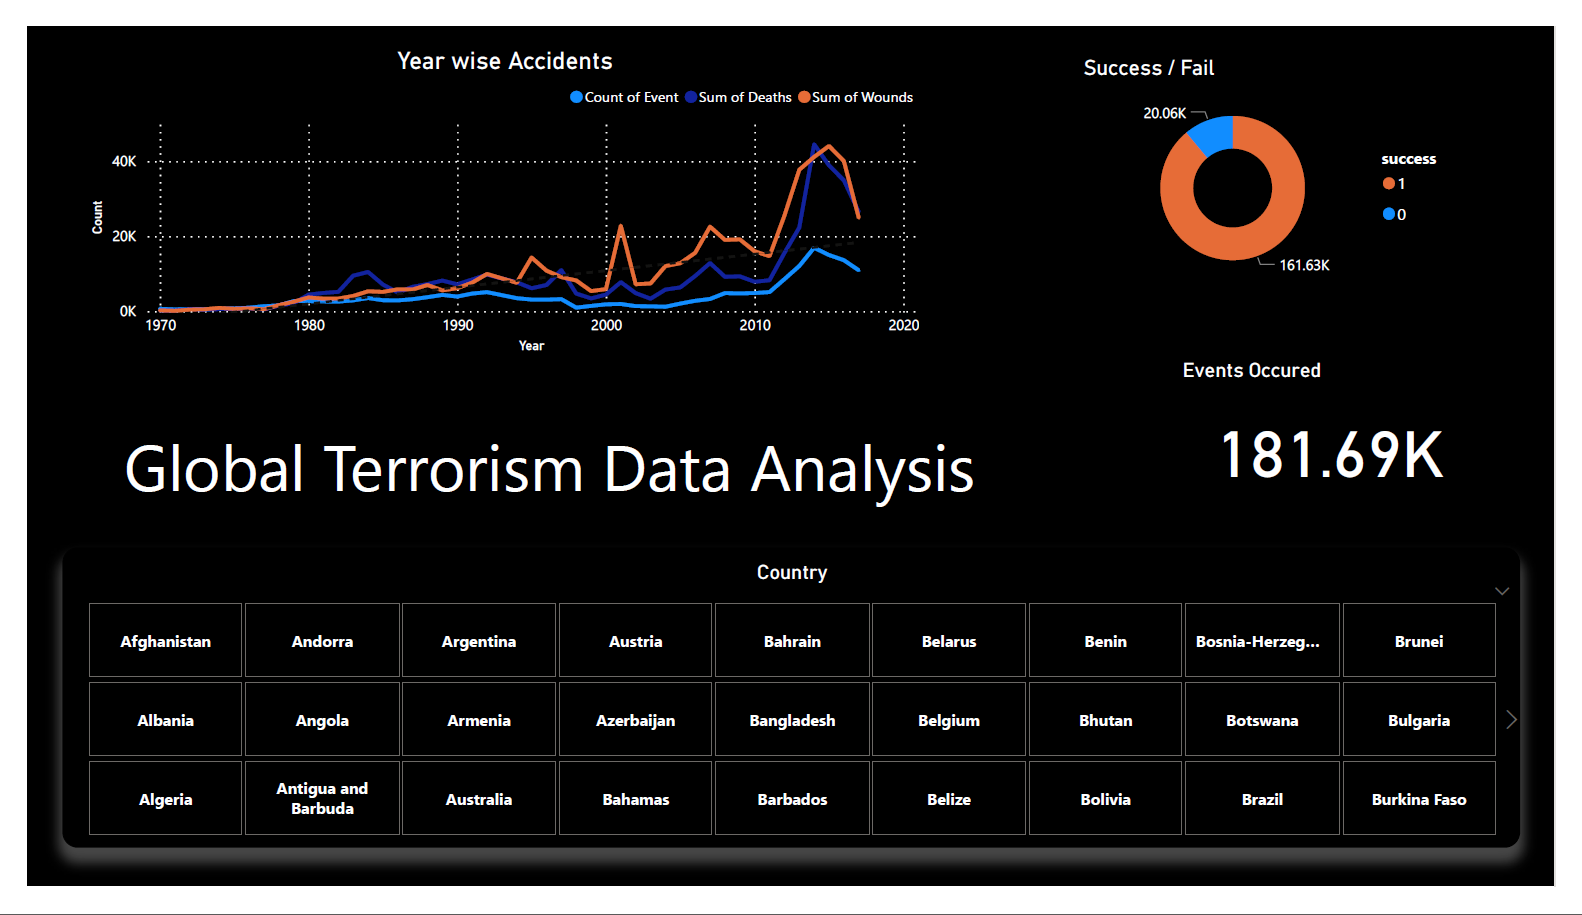 Year wise Accidents
Count of Event Sum of Deaths Sum of Wounds
40K
20K
0K
Count
1970 1980 1990 2000 2010 2020
Year
Success / Fail
20.06K
161.63K
success
1
0
Events Occured
181.69K
Global Terrorism Data Analysis
Country
Afghanistan Andorra Argentina Austria Bahrain Belarus Benin Bosnia-Herzeg... Brunei
Albania Angola Armenia Azerbaijan Bangladesh Belgium Bhutan Botswana Bulgaria
Algeria Antigua and Barbuda Australia Bahamas Barbados Belize Bolivia Brazil Burkina Faso